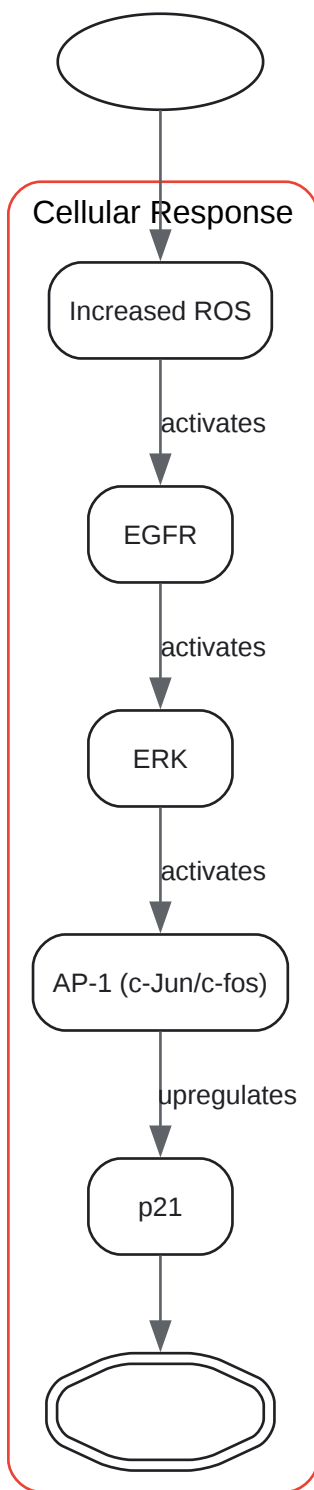 Cellular Response
Increased ROS
activates
EGFR
activates
ERK
activates
AP-1 (c-Jun/c-fos)
upregulates
p21